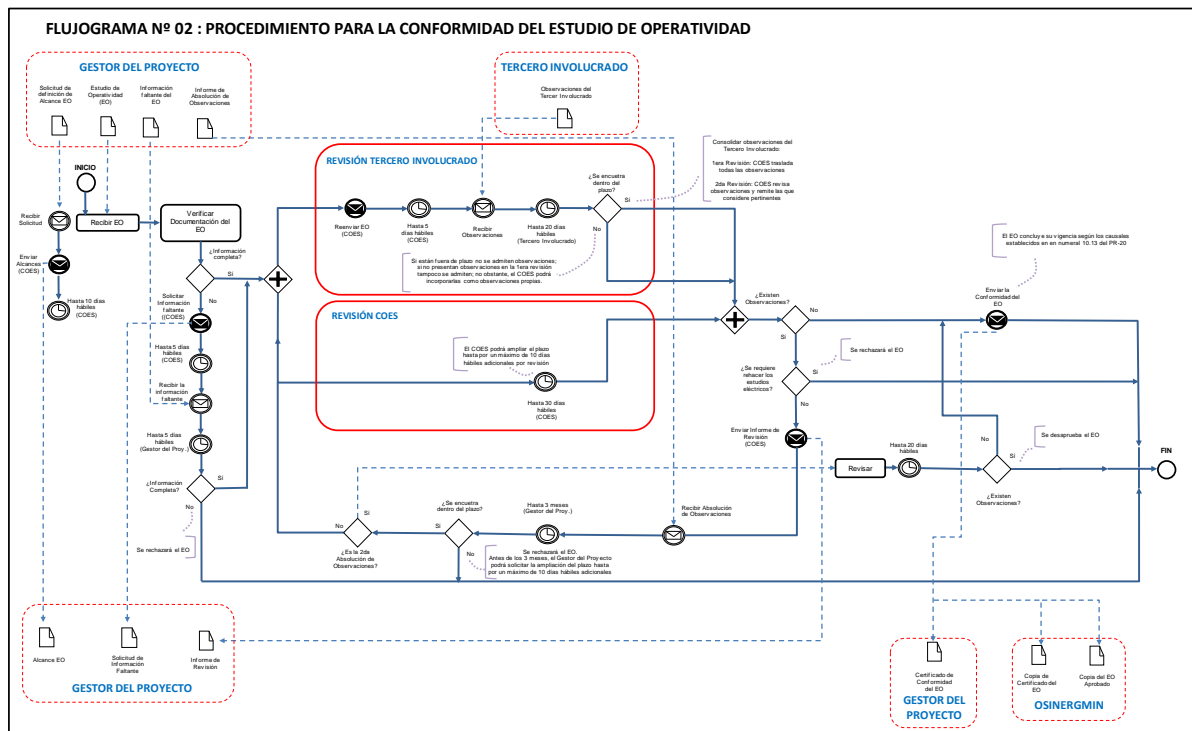 FLUJOGRAMA Nº 02 : PROCEDIMIENTO PARA LA CONFORMIDAD DEL ESTUDIO DE OPERATIVIDAD
GESTOR DEL PROYECTO
Solicitud de
definición de
Alcance EO
Estudio de
Operatividad
(EO)
Información
faltante del
EO
Informe de
Absolución de
Observaciones
TERCERO INVOLUCRADO
Observaciones del
Tercer Involucrado
INICIO
Recibir
Solicitud
Recibir EO
Verificar
Documentación del
EO
Enviar
Alcances
(COES)
Hasta 10 días
hábiles
(COES)
¿Información
completa?
Si
No
Solicitar
Información
faltante
((COES)
Hasta 5 días
hábiles
(COES)
Recibir la
información
faltante
Hasta 5 días
hábiles
(Gestor del Proy.)
¿Información
Completa?
Si
No
Se rechazará el EO
REVISIÓN TERCERO INVOLUCRADO
Reenviar EO
(COES)
Hasta 5
días hábiles
(COES)
Recibir
Observaciones
Hasta 20 días
hábiles
(Tercero Involucrado)
¿Se encuentra
dentro del
plazo?
Sí
No
Si están fuera de plazo no se admiten observaciones;
si no presentan observaciones en la 1era revisión
tampoco se admiten; no obstante, el COES podrá
incorporarlas como observaciones propias.
Consolidar observaciones del
Tercero Involucrado:
1era Revisión: COES traslada
todas las observaciones
2da Revisión: COES revisa
observaciones y remite las que
considere pertinentes
REVISIÓN COES
El COES podrá ampliar el plazo
hasta por un máximo de 10 días
hábiles adicionales por revisión
Hasta 30 días
hábiles
(COES)
¿Existen
Observaciones?
No
Si
El EO concluye su vigencia según los causales
establecidos en en numeral 10.13 del PR-20
Enviar la
Conformidad del
EO
Se rechazará el EO
¿Se requiere
rehacer los
estudios
eléctricos?
Si
No
Enviar Informe de
Revisión
(COES)
Revisar
Hasta 20 días
hábiles
No
Si
Se desaprueba el EO
¿Existen
Observaciones?
FIN
Recibir Absolución
de Observaciones
Hasta 3 meses
(Gestor del Proy.)
¿Se encuentra
dentro del plazo?
Si
No
Se rechazará el EO.
Antes de los 3 meses, el Gestor del Proyecto
podrá solicitar la ampliación del plazo hasta
por un máximo de 10 días hábiles adicionales
Si
No
¿Es la 2da
Absolución de
Observaciones?
Alcance EO
Solicitud de
Información
Faltante
Informe de
Revisión
GESTOR DEL PROYECTO
Certificado de
Conformidad
del EO
GESTOR DEL
PROYECTO
Copia de
Certificado del
EO
Copia del EO
Aprobado
OSINERGMIN